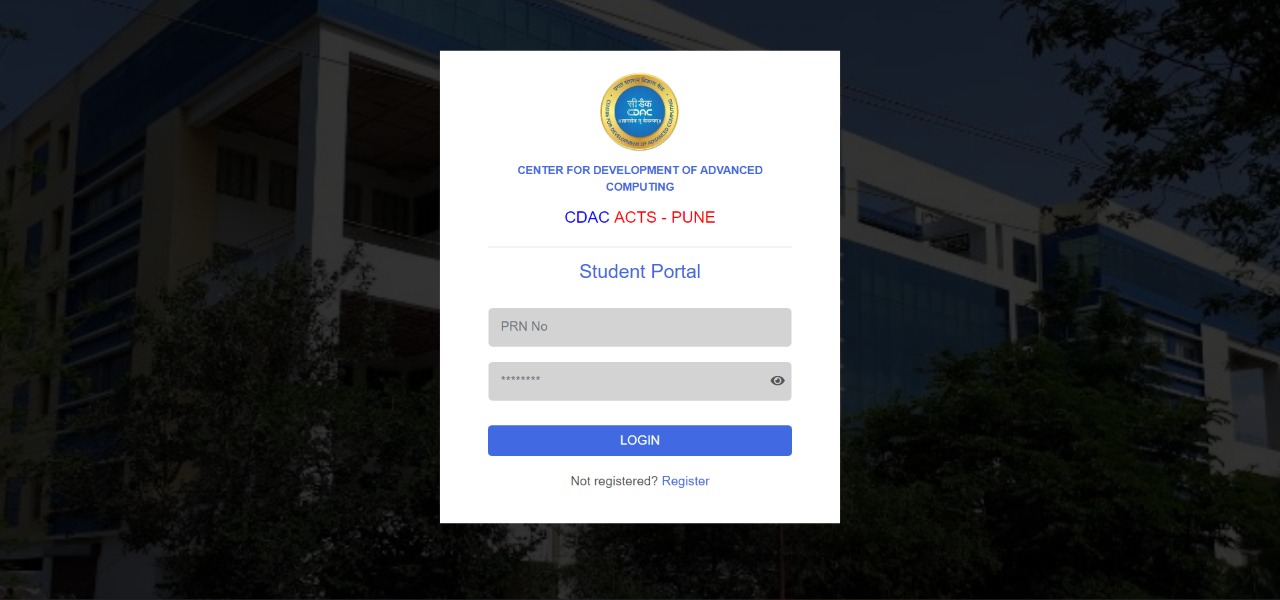 सी डैक
CDAC
CENTER FOR DEVELOPMENT OF ADVANCED
COMPUTING
CDAC ACTS - PUNE
Student Portal
PRN No
********
LOGIN
Not registered? Register